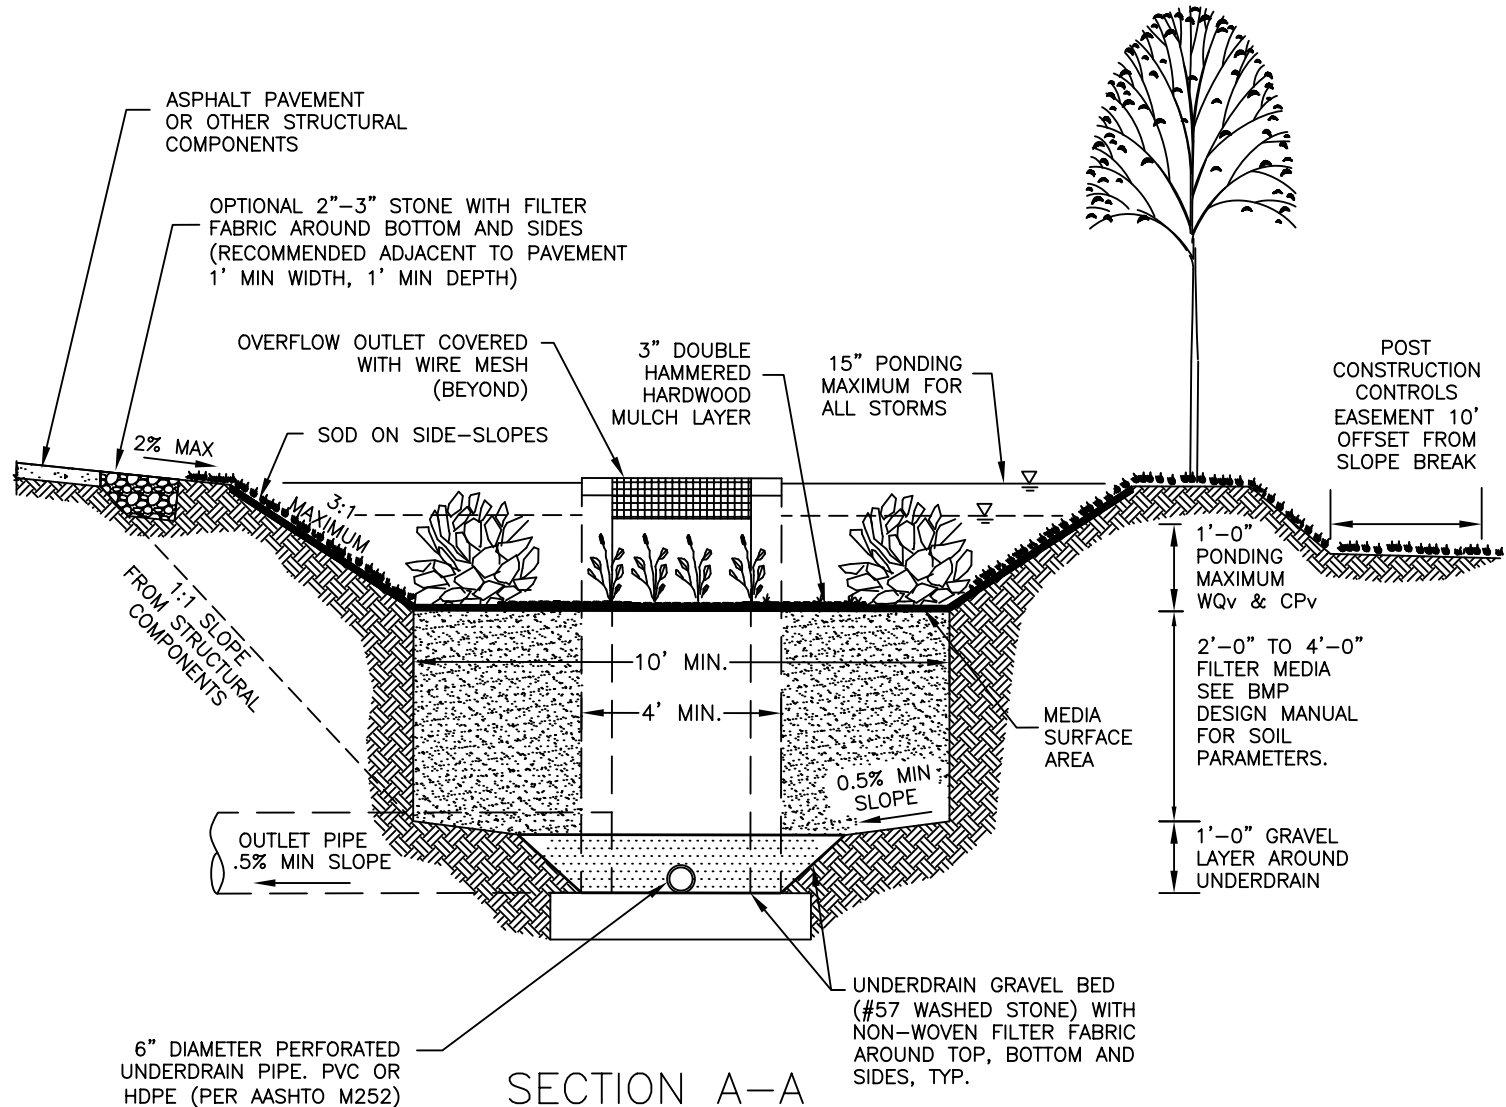 ASPHALT PAVEMENT
OR OTHER STRUCTURAL
COMPONENTS
OPTIONAL 2”–3” STONE WITH FILTER
FABRIC AROUND BOTTOM AND SIDES
(RECOMMENDED ADJACENT TO PAVEMENT
1’ MIN WIDTH, 1’ MIN DEPTH)
OVERFLOW OUTLET COVERED
WITH WIRE MESH
(BEYOND)
3” DOUBLE
HAMMERED
HARDWOOD
MULCH LAYER
15” PONDING
MAXIMUM FOR
ALL STORMS
POST
CONSTRUCTION
CONTROLS
EASEMENT 10’
OFFSET FROM
SLOPE BREAK
SOD ON SIDE–SLOPES
2% MAX
3:1
MAXIMUM
1:1 SLOPE
FROM STRUCTURAL
COMPONENTS
1’–0”
PONDING
MAXIMUM
WQv & CPv
10’ MIN.
4’ MIN.
2’–0” TO 4’–0”
FILTER MEDIA
SEE BMP
DESIGN MANUAL
FOR SOIL
PARAMETERS.
MEDIA
SURFACE
AREA
0.5% MIN
SLOPE
OUTLET PIPE
.5% MIN SLOPE
1’–0” GRAVEL
LAYER AROUND
UNDERDRAIN
UNDERDRAIN GRAVEL BED
(#57 WASHED STONE) WITH
NON–WOVEN FILTER FABRIC
AROUND TOP, BOTTOM AND
SIDES, TYP.
6” DIAMETER PERFORATED
UNDERDRAIN PIPE. PVC OR
HDPE (PER AASHTO M252)
SECTION A–A